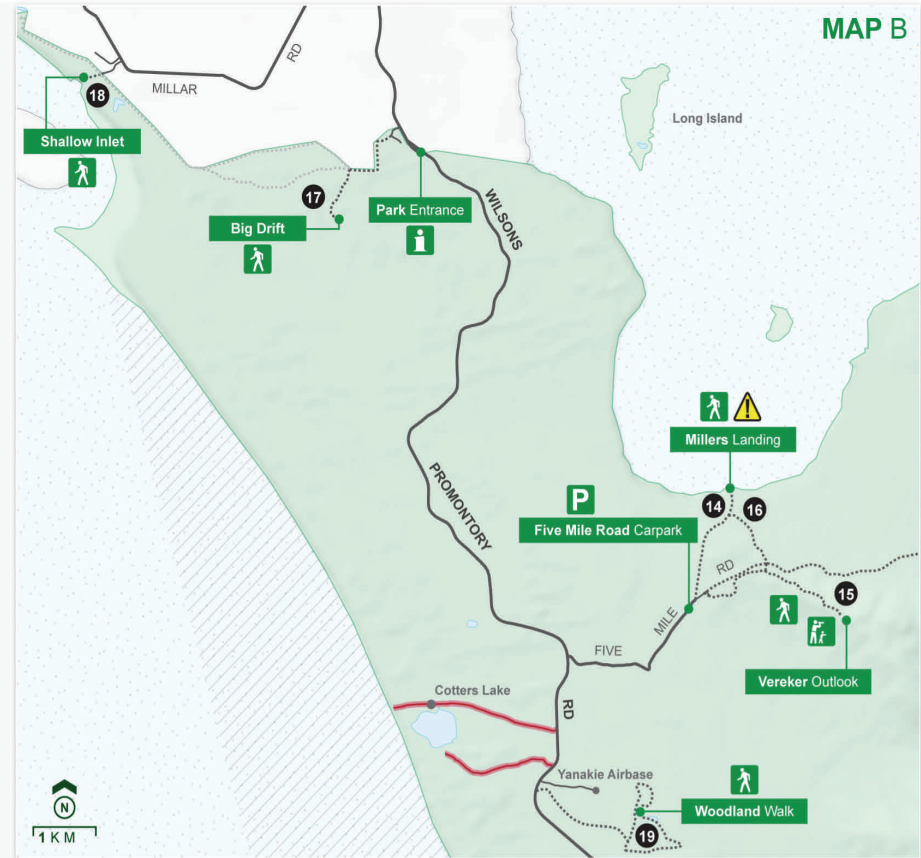 MAP B
MILLAR
RD
18
Shallow Inlet
Long Island
17
Big Drift
Park Entrance
i
WILSONS
PROMONTORY
RD
Millers Landing
14
16
P
Five Mile Road Carpark
FIVE
MILE
RD
15
Vereker Outlook
Cotters Lake
Yanakie Airbase
Woodland Walk
19
N
1 KM